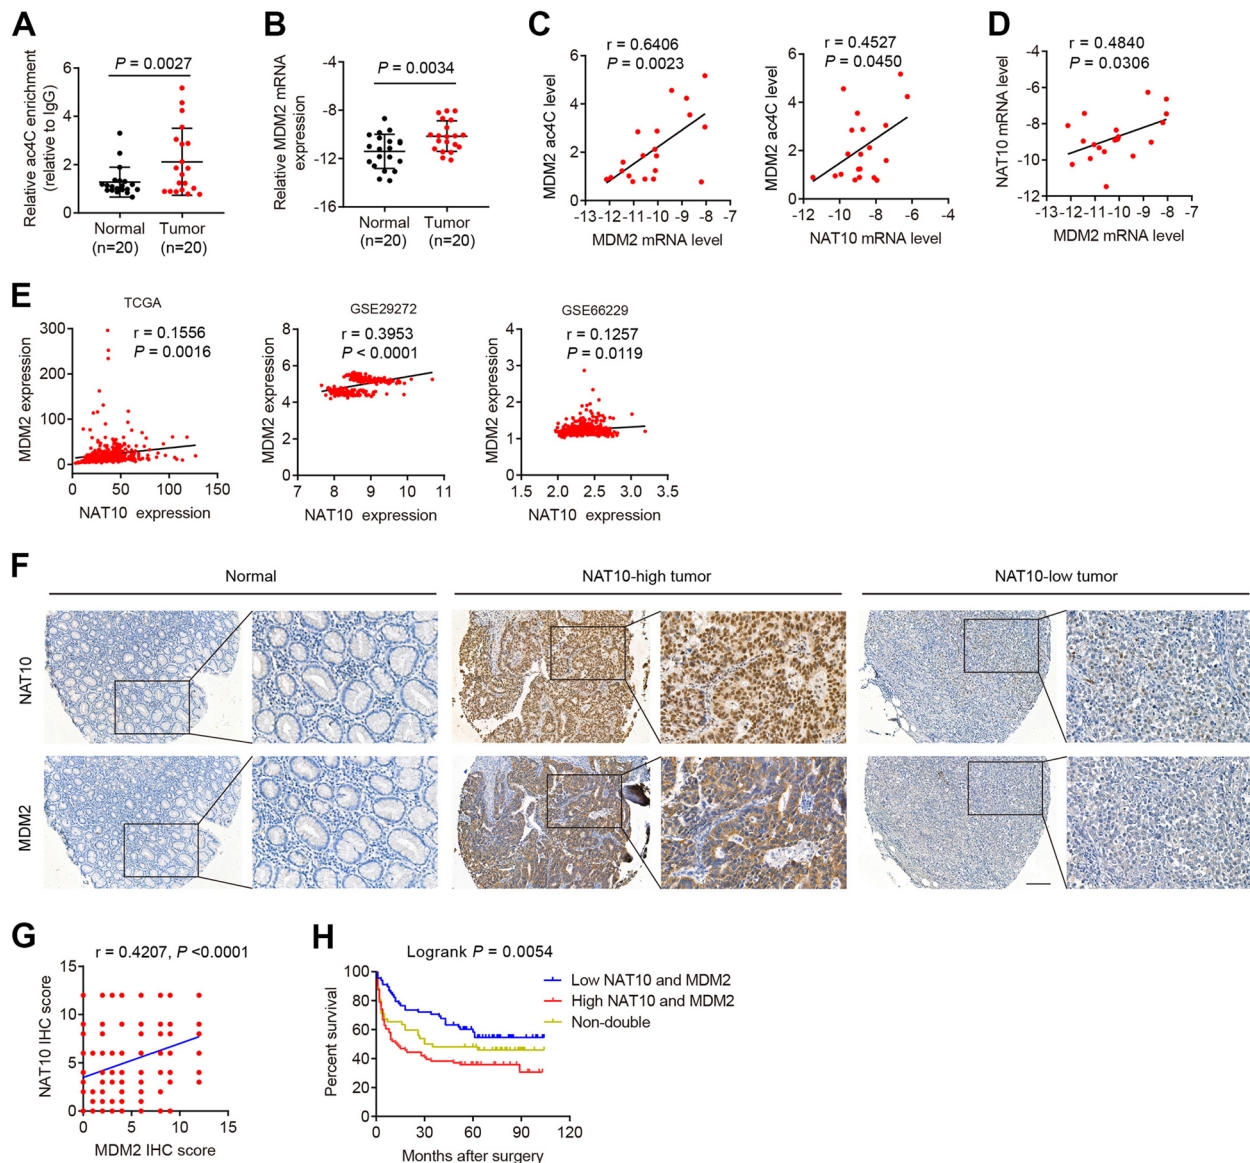 A
Relative ac4C enrichment
(relative to IgG)
P = 0.0027
6
4
2
0
Normal
(n=20)
Tumor
(n=20)
B
Relative MDM2 mRNA
expression
P = 0.0034
-4
-8
-12
-16
Normal
(n=20)
Tumor
(n=20)
C
r = 0.6406
P = 0.0023
MDM2 ac4C level
6
4
2
0
-13 -12 -11 -10 -9 -8 -7
MDM2 mRNA level
r = 0.4527
P = 0.0450
MDM2 ac4C level
6
4
2
0
-12 -10 -8 -6 -4
NAT10 mRNA level
D
r = 0.4840
P = 0.0306
NAT10 mRNA level
-4
-6
-8
-10
-12
-13 -12 -11 -10 -9 -8 -7
MDM2 mRNA level
E
TCGA
r = 0.1556
P = 0.0016
MDM2 expression
300
200
100
0
0 50 100 150
NAT10 expression
GSE29272
r = 0.3953
P < 0.0001
MDM2 expression
8
6
4
2
0
7 8 9 10 11
NAT10 expression
GSE66229
r = 0.1257
P = 0.0119
MDM2 expression
4
3
2
1
0
1.5 2.0 2.5 3.0 3.5
NAT10 expression
F
Normal
NAT10-high tumor
NAT10-low tumor
NAT10
MDM2
G
r = 0.4207, P <0.0001
NAT10 IHC score
15
10
5
0
0 5 10 15
MDM2 IHC score
H
Logrank P = 0.0054
Percent survival
100
80
60
40
20
0
0 30 60 90 120
Months after surgery
Low NAT10 and MDM2
High NAT10 and MDM2
Non-double